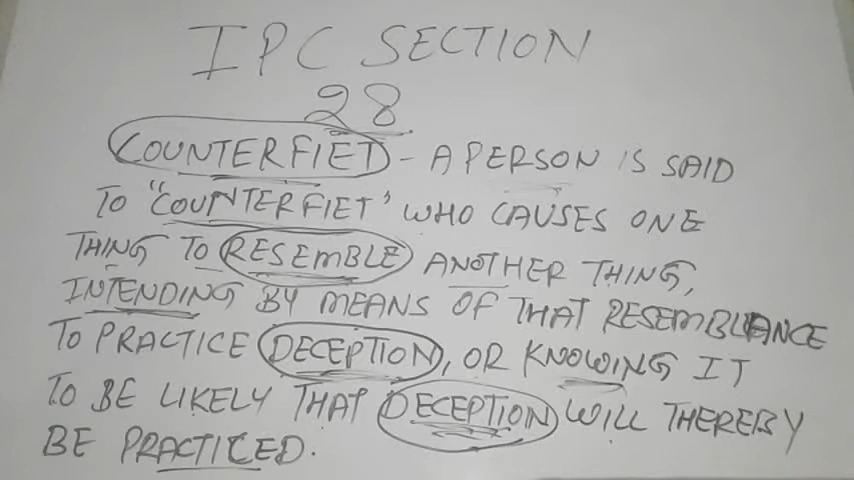 IPC SECTION
28
COUNTERFIET - A PERSON IS SAID
TO "COUNTERFIET' WHO CAUSES ONE
THING TO RESEMBLE ANOTHER THING,
INTENDING BY MEANS OF THAT RESEMBLANCE
TO PRACTICE DECEPTION, OR KNOWING IT
TO BE LIKELY THAT DECEPTION WILL THEREBY
BE PRACTICED.